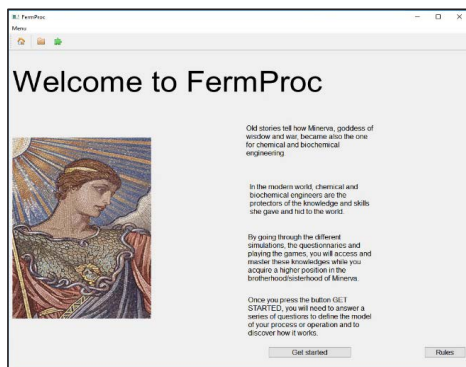 FermProc
Menu
Welcome to FermProc
Old stories tell how Minerva, goddess of
wisdow and war, became also the one
for chemical and biochemical
engineering.
In the modern world, chemical and
biochemical engineers are the
protectors of the knowledge and skills
she gave and hid to the world.
By going through the different
simulations, the questionnaries and
playing the games, you will access and
master these knowledges while you
acquire a higher position in the
brotherhood/sisterhood of Minerva.
Once you press the button GET
STARTED, you will need to answer a
series of questions to define the model
of your process or operation and to
discover how it works.
Get started
Rules